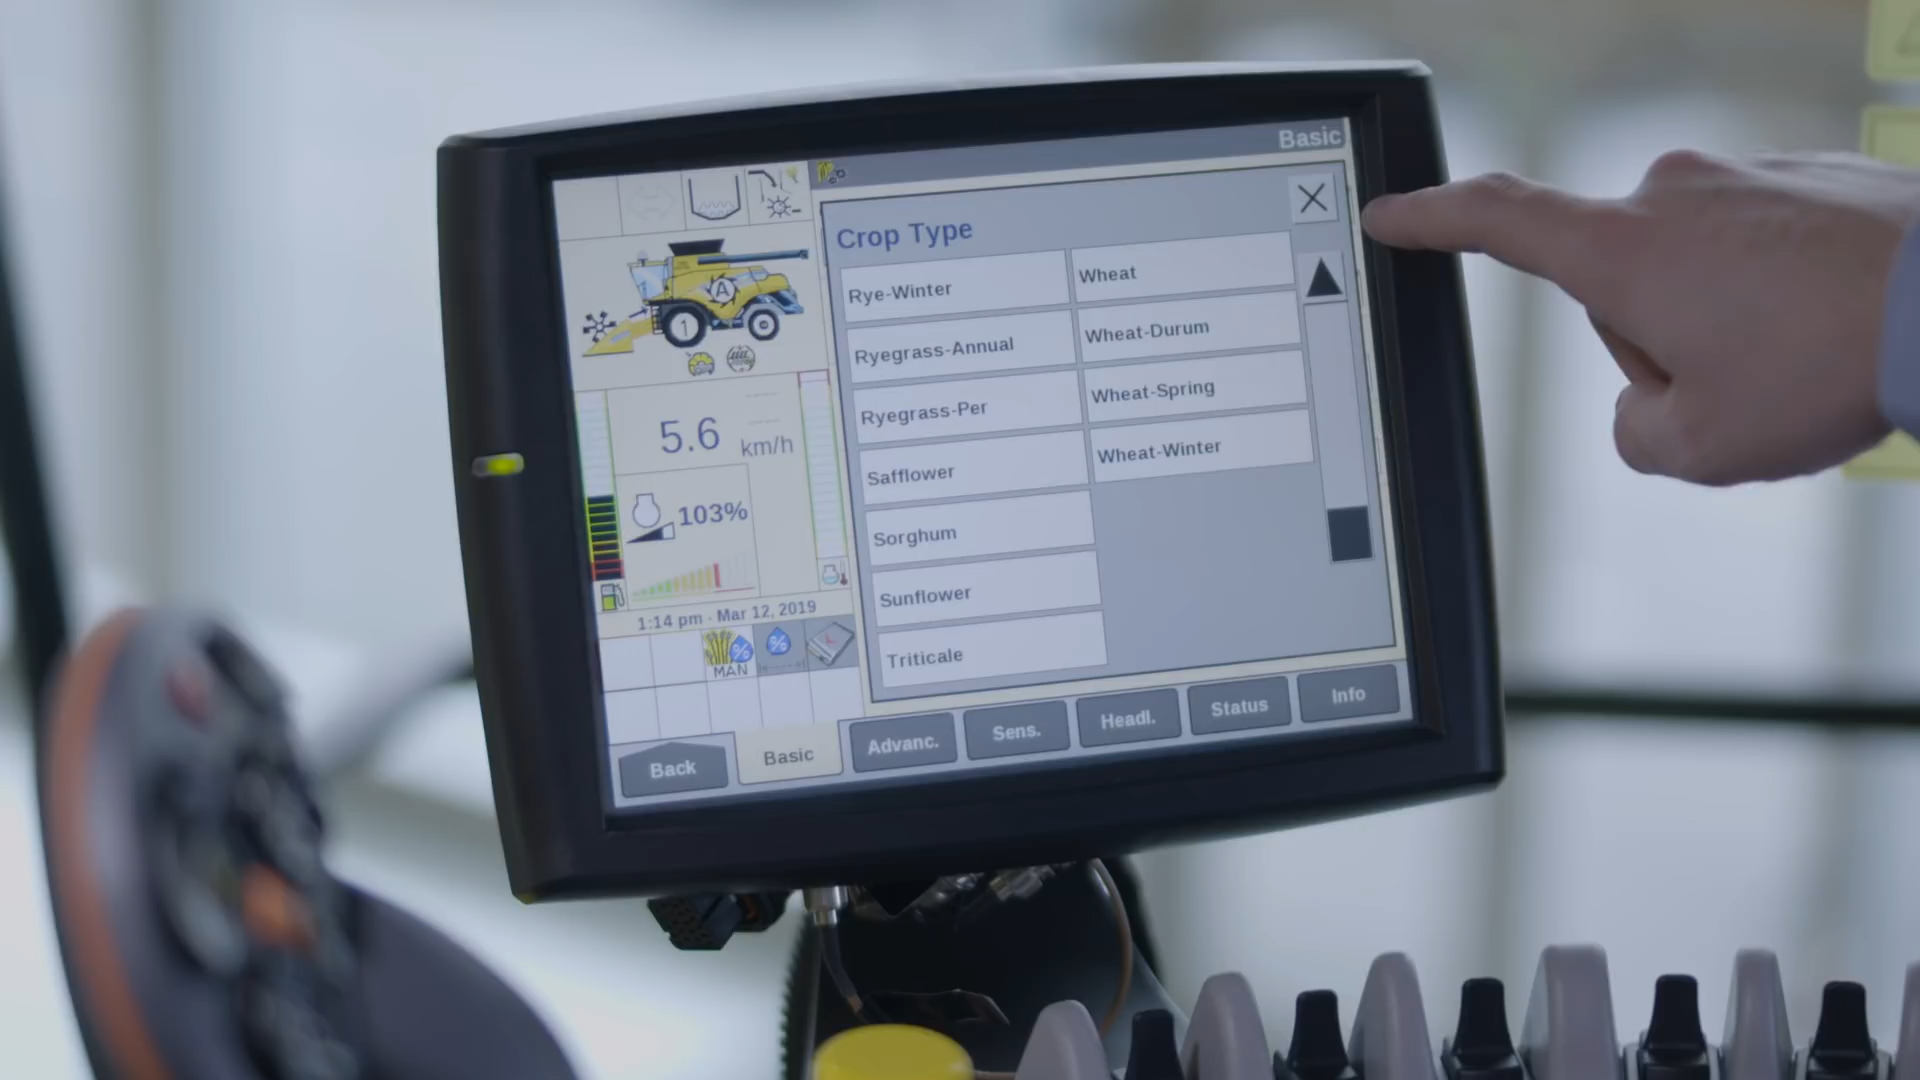 Basic
Crop Type
Rye-Winter
Ryegrass-Annual
Ryegrass-Per
Safflower
Sorghum
Sunflower
Triticale
Wheat
Wheat-Durum
Wheat-Spring
Wheat-Winter
A
1
5.6 km/h
103%
1:14 pm - Mar 12, 2019
% %
MAN
Back
Basic
Advanc.
Sens.
Headl.
Status
Info